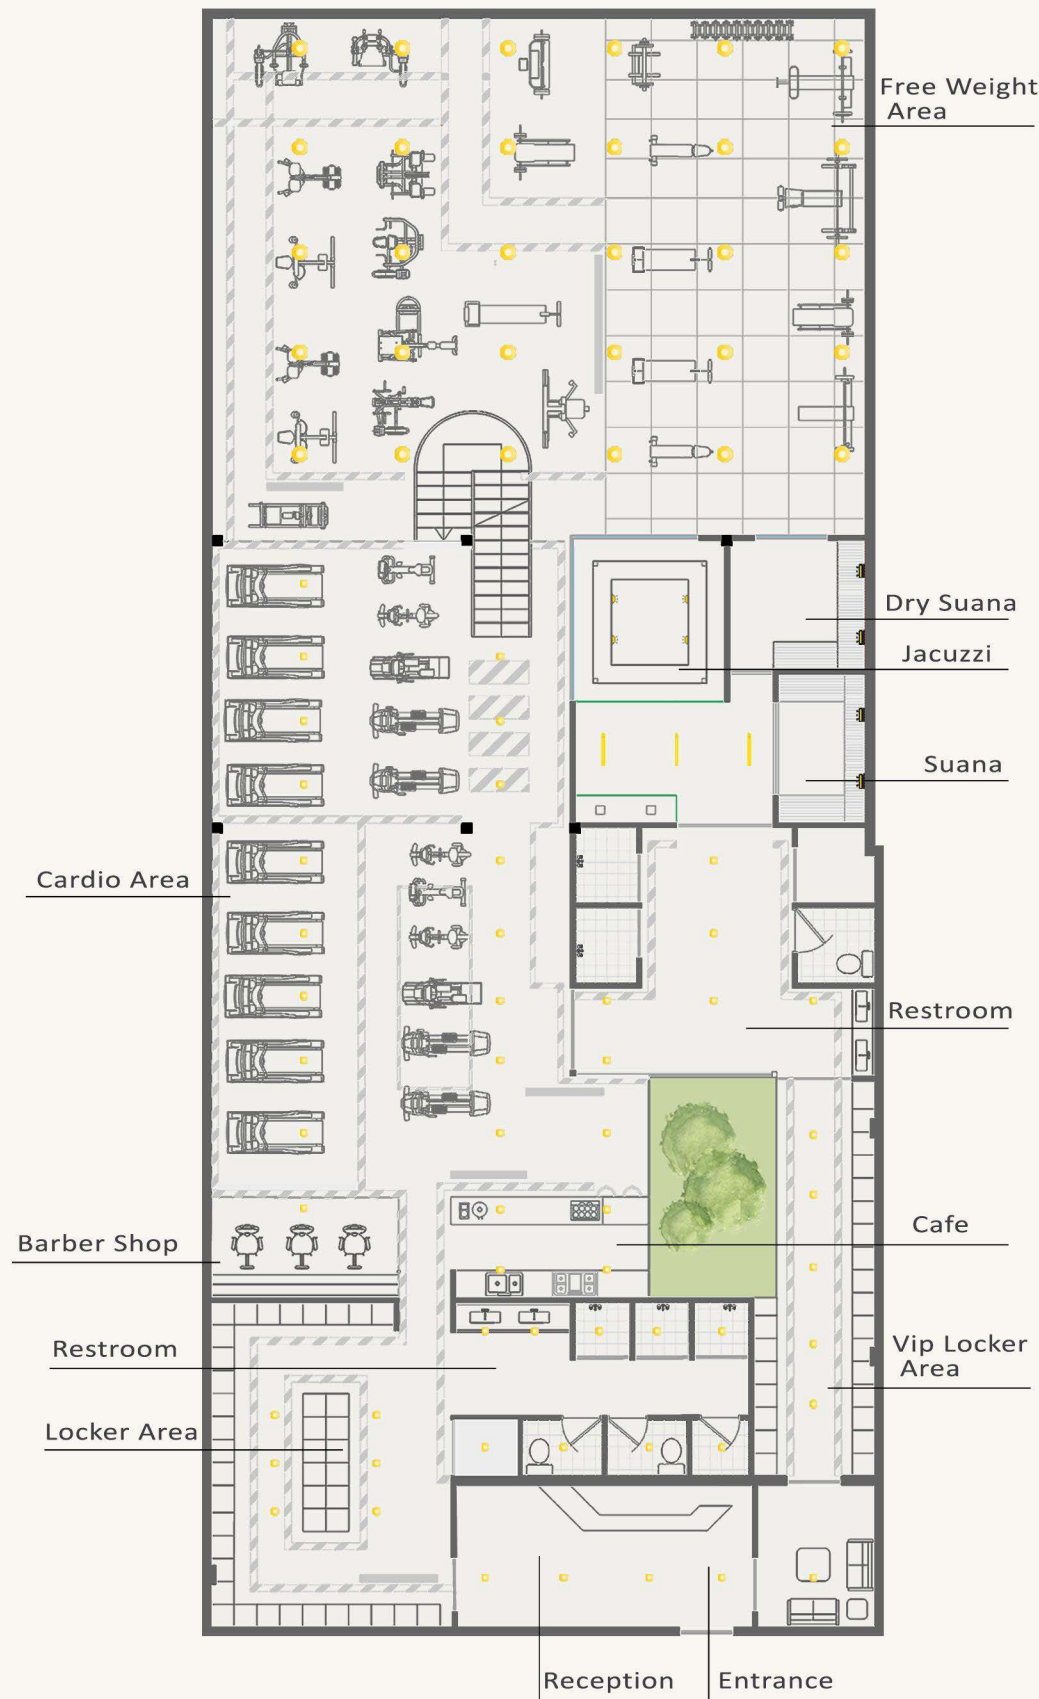 Free Weight
Area
Dry Suana
Jacuzzi
Suana
Cardio Area
Restroom
Cafe
Barber Shop
Vip Locker
Area
Restroom
Locker Area
Reception
Entrance